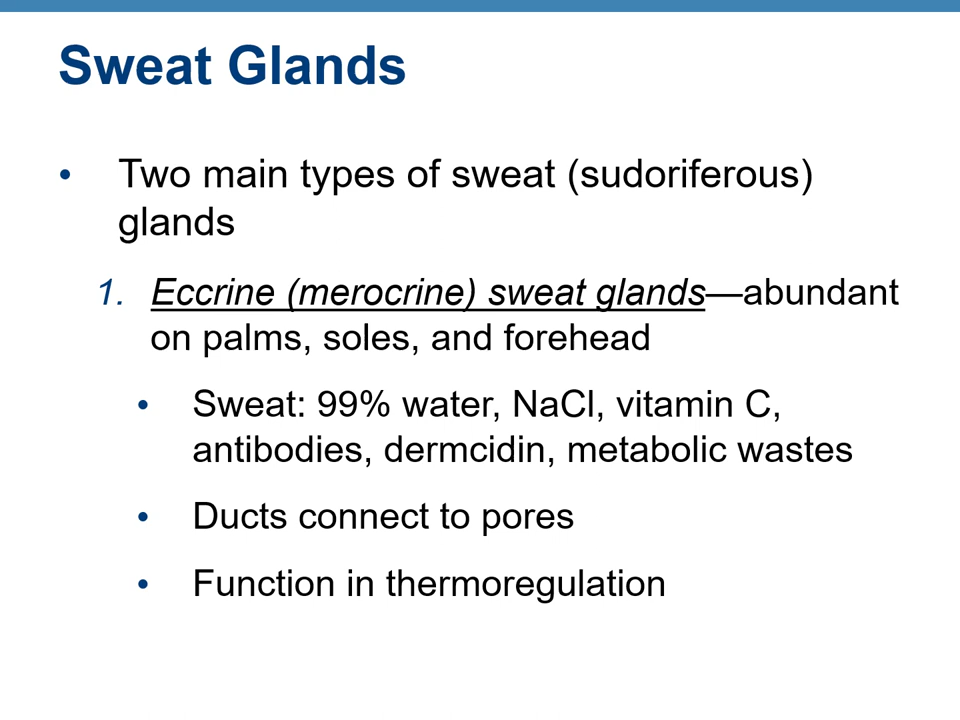 Sweat Glands
• Two main types of sweat (sudoriferous)
glands
1. Eccrine (merocrine) sweat glands—abundant
on palms, soles, and forehead
• Sweat: 99% water, NaCl, vitamin C,
antibodies, dermcidin, metabolic wastes
• Ducts connect to pores
• Function in thermoregulation